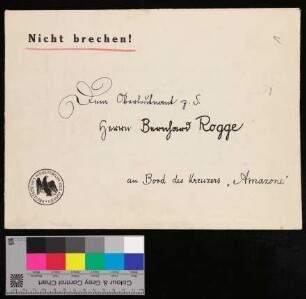 Nicht brechen!
Dem Oberleutnant z. S.
Herrn Bernhard Rogge
an Bord des Kreuzers „Amazone"
Colour & Grey Control Chart